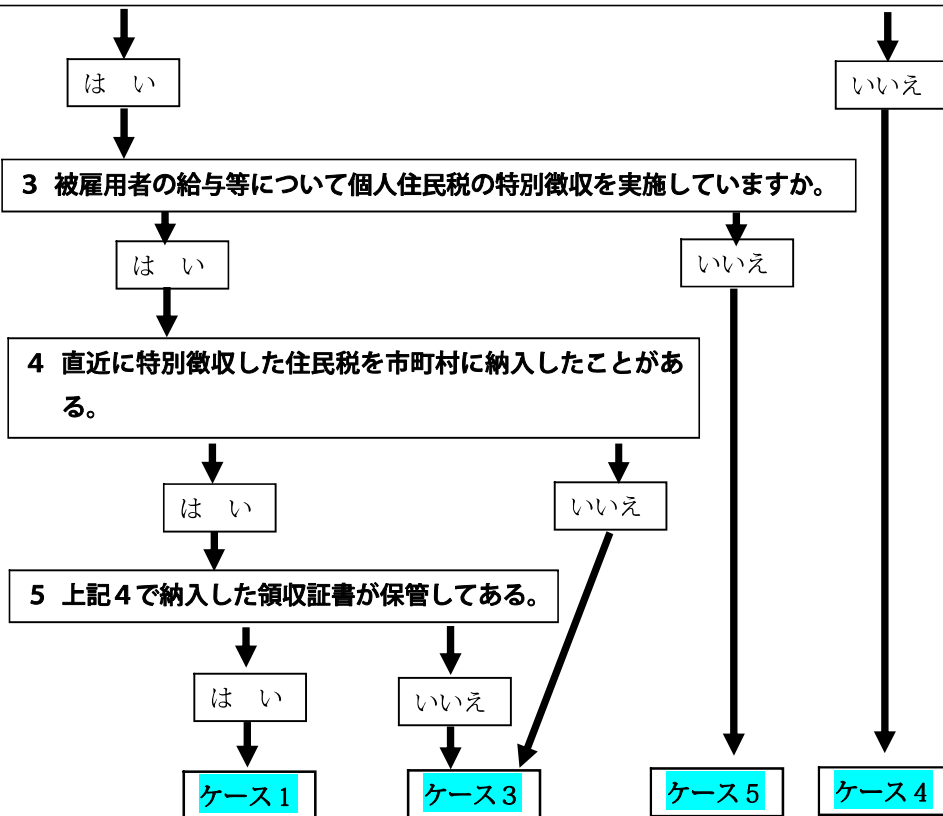 は　い
いいえ
3 被雇用者の給与等について個人住民税の特別徴収を実施していますか。
は　い
いいえ
4 直近に特別徴収した住民税を市町村に納入したことがあ
る。
は　い
いいえ
5 上記4で納入した領収証書が保管してある。
は　い
いいえ
ケース1
ケース3
ケース5
ケース4